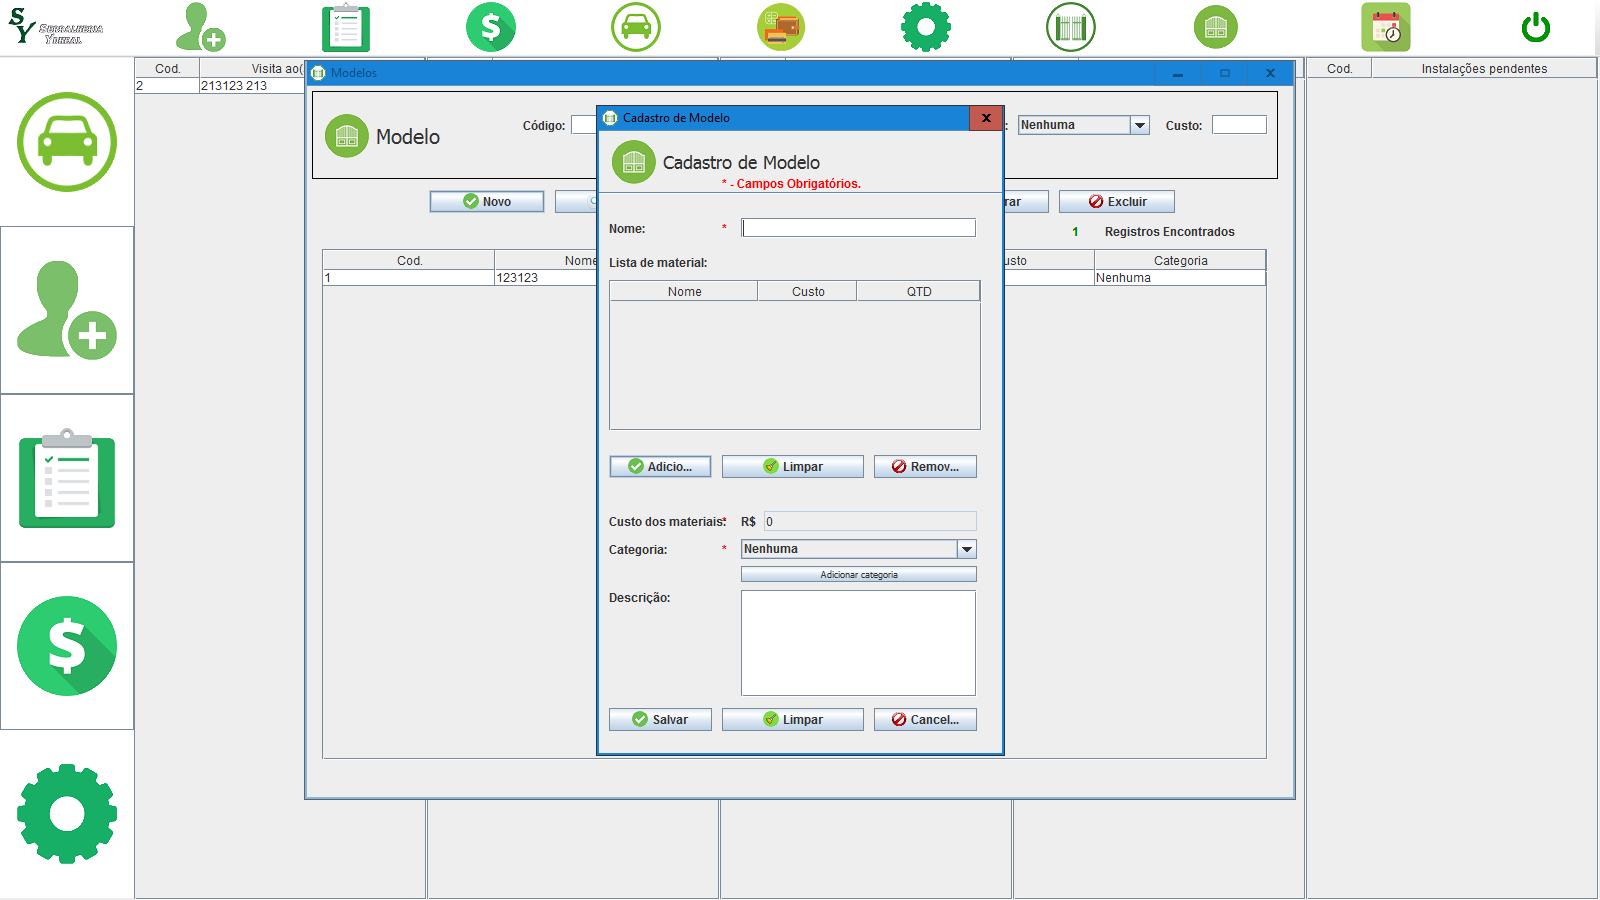 SY SERRALHERIA
YHEZAL
Cod.
Visita ao(
2
213123 213
Modelos
Modelo
Código:
:
Nenhuma
Custo:
Novo
rar
Excluir
1 Registros Encontrados
Cod.
Nome
usto
Categoria
1
123123
Nenhuma
Cadastro de Modelo
Cadastro de Modelo
* - Campos Obrigatórios.
Nome: *
Lista de material:
Nome Custo QTD
Adicio... Limpar Remov...
Custo dos materiais:* R$ 0
Categoria: * Nenhuma
Adicionar categoria
Descrição:
Salvar Limpar Cancel...
Cod. Instalações pendentes